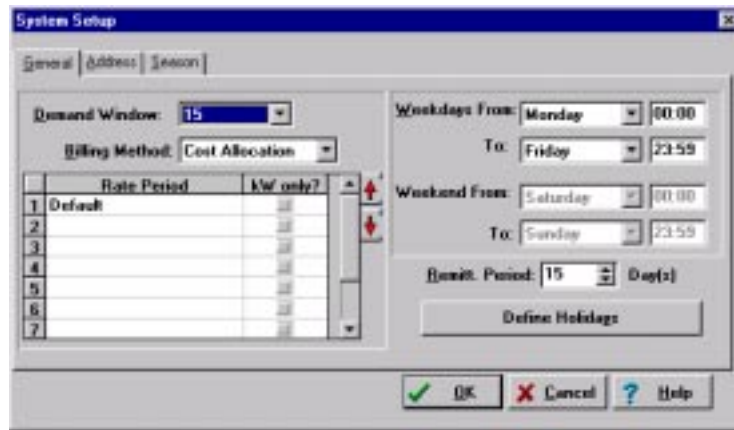 System Setup
General Address Season
Demand Window: 15
Billing Method: Cost Allocation
Rate Period kW only?
1 Default
2
3
4
5
6
7
Weekdays From: Monday 00:00
To: Friday 23:59
Weekend From: Saturday 00:00
To: Sunday 23:59
Remitt. Period: 15 Day(s)
Define Holidays
OK Cancel Help